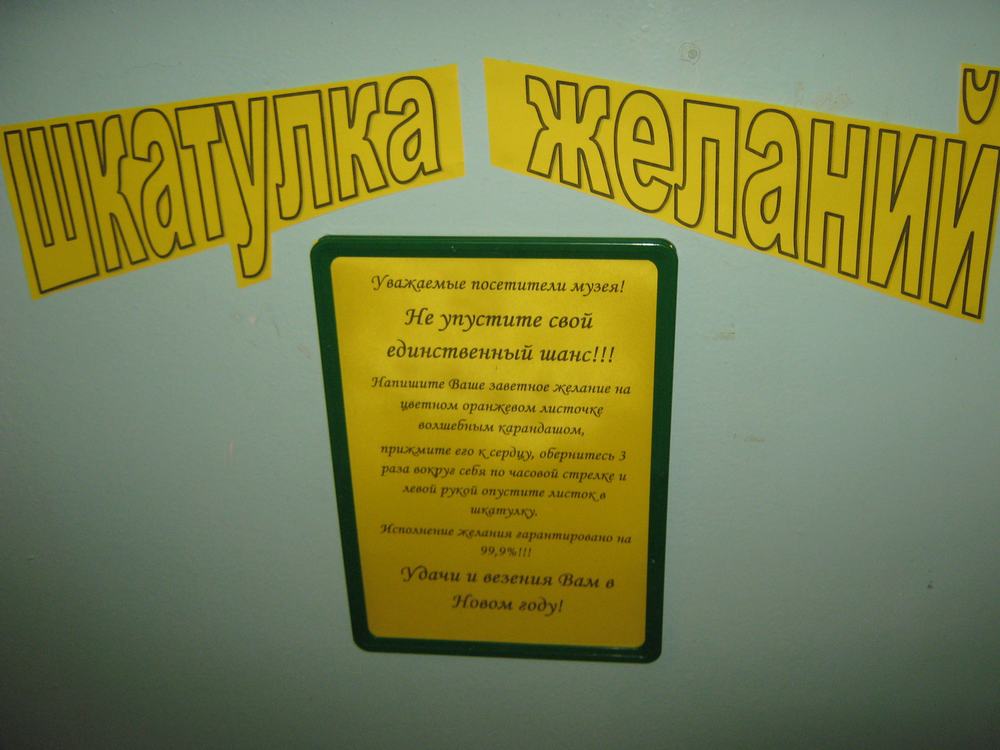 шкатулка желаний
Уважаемые посетители музея!
Не упустите свой
единственный шанс!!!
Напишите Ваше заветное желание на
цветном оранжевом листочке
волшебным карандашом,
прижмите его к сердцу, обернитесь 3
раза вокруг себя по часовой стрелке и
левой рукой опустите листок в
шкатулку.
Исполнение желания гарантировано на
99,9%!!!
Удачи и везения Вам в
Новом году!